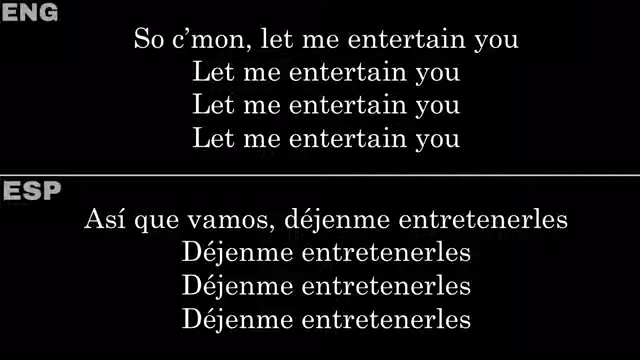 ENG
So c’mon, let me entertain you
Let me entertain you
Let me entertain you
Let me entertain you
ESP
Así que vamos, déjenme entretenerles
Déjenme entretenerles
Déjenme entretenerles
Déjenme entretenerles